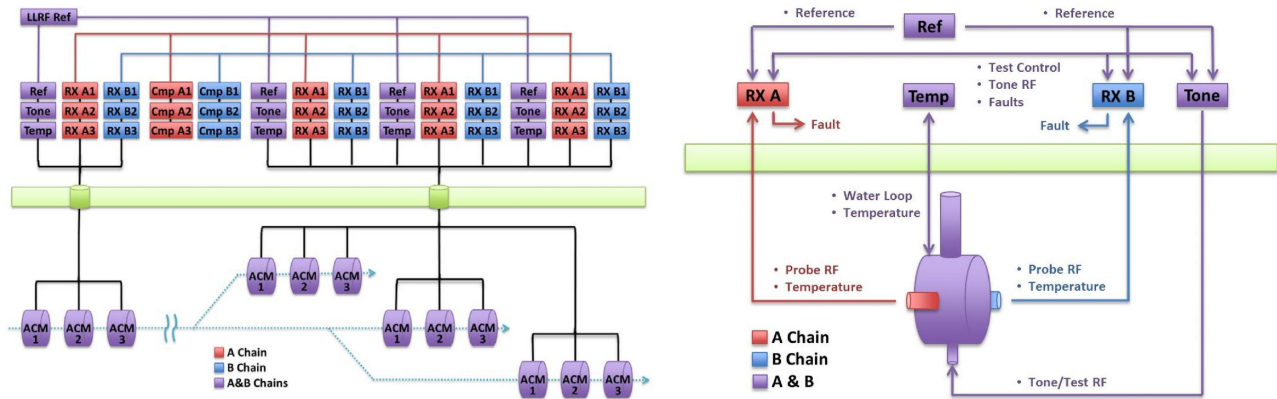 LLRF Ref
Ref RX A1 RX B1 Cmp A1 Cmp B1 Ref RX A1 RX B1 Ref RX A1 RX B1 Ref RX A1 RX B1
Tone RX A2 RX B2 Cmp A2 Cmp B2 Tone RX A2 RX B2 Tone RX A2 RX B2 Tone RX A2 RX B2
Temp RX A3 RX B3 Cmp A3 Cmp B3 Temp RX A3 RX B3 Temp RX A3 RX B3 Temp RX A3 RX B3
ACM 1
ACM 2
ACM 3
ACM 1
ACM 2
ACM 3
ACM 1
ACM 2
ACM 3
ACM 1
ACM 2
ACM 3
A Chain
B Chain
A&B Chains
• Reference
Ref
• Reference
• Test Control
• Tone RF
• Faults
RX A
Temp
RX B
Tone
Fault
Fault
• Water Loop
• Temperature
• Probe RF
• Temperature
• Probe RF
• Temperature
A Chain
B Chain
A & B
• Tone/Test RF